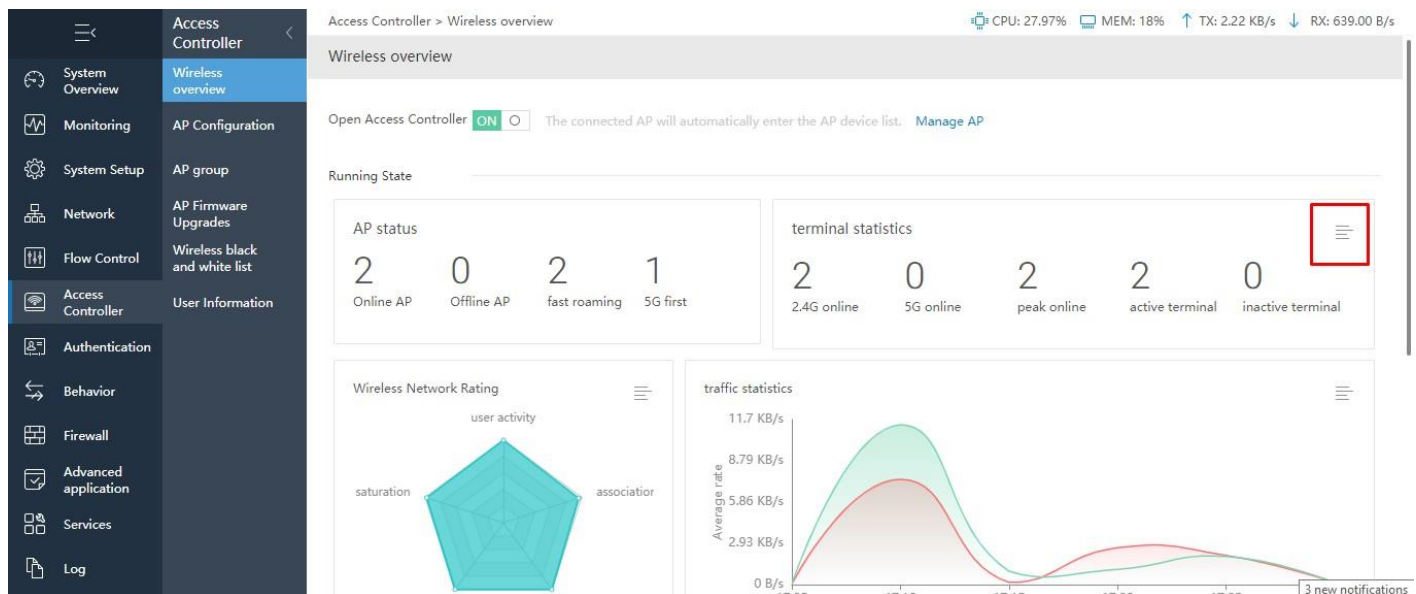 Access Controller
Access Controller > Wireless overview
CPU: 27.97% MEM: 18% TX: 2.22 KB/s RX: 639.00 B/s
System Overview
Monitoring
System Setup
Network
Flow Control
Access Controller
Authentication
Behavior
Firewall
Advanced application
Services
Log
Wireless overview
AP Configuration
AP group
AP Firmware Upgrades
Wireless black and white list
User Information
Wireless overview
Open Access Controller ON The connected AP will automatically enter the AP device list. Manage AP
Running State
AP status
2 0 2 1
Online AP Offline AP fast roaming 5G first
terminal statistics
2 0 2 2 0
2.4G online 5G online peak online active terminal inactive terminal
Wireless Network Rating
user activity
saturation
traffic statistics
11.7 KB/s
8.79 KB/s
5.86 KB/s
2.93 KB/s
0 B/s
Average rate
3 new notifications